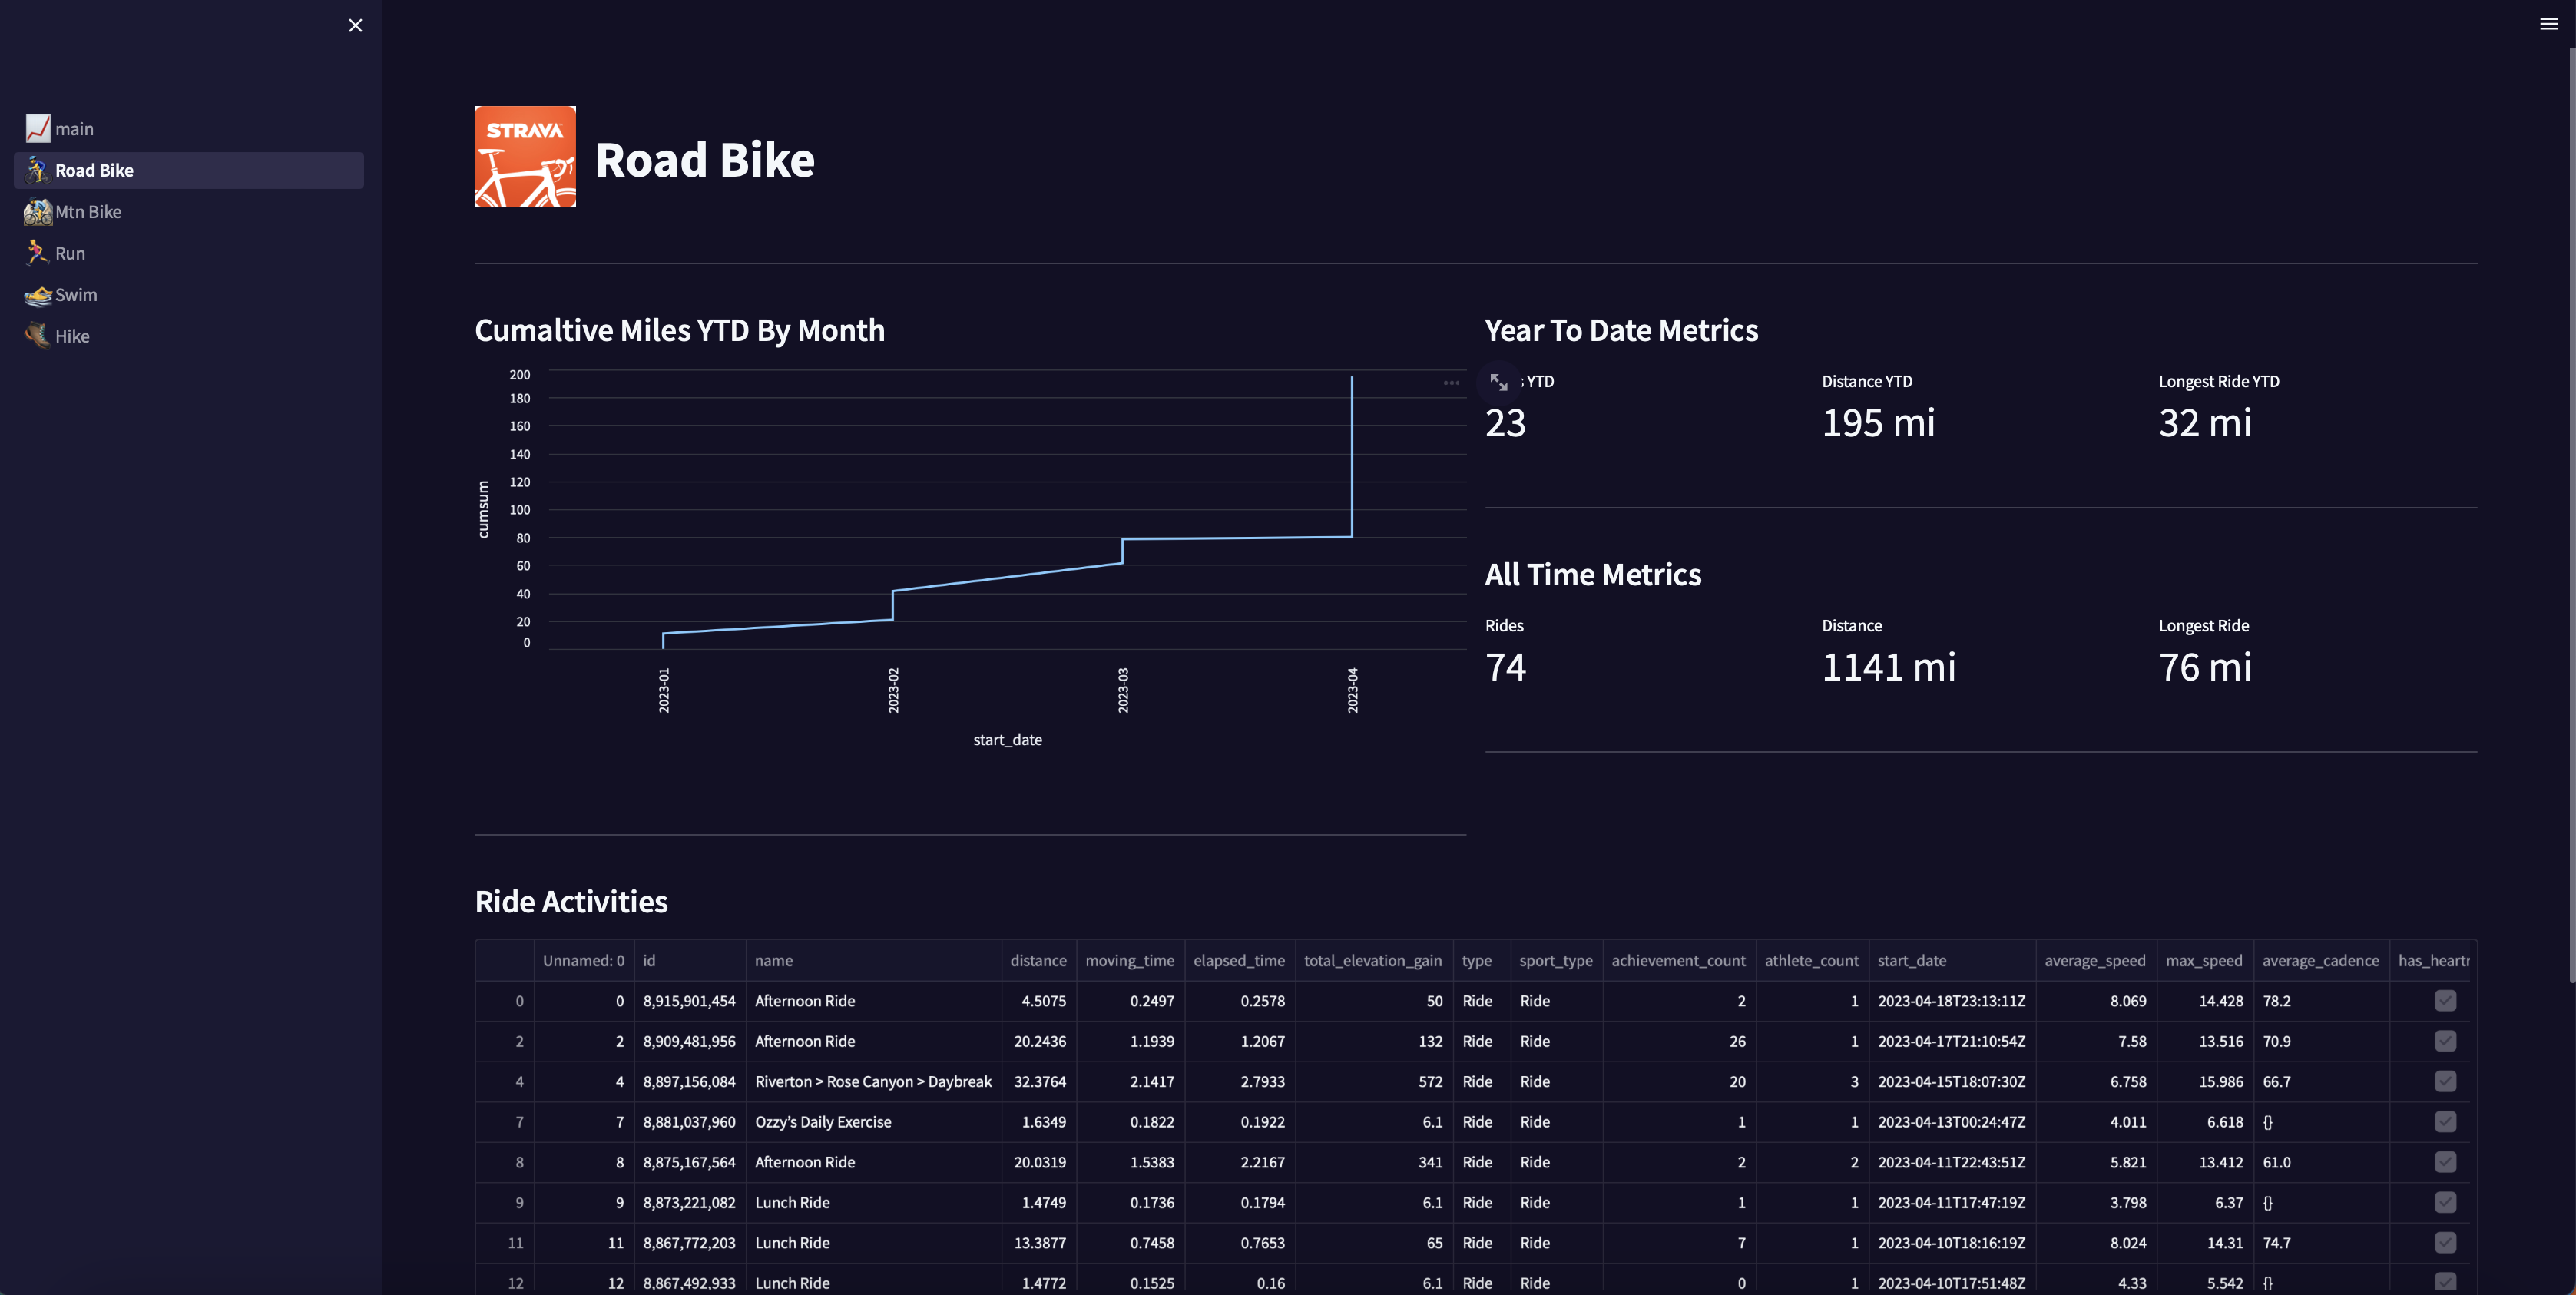 main
Road Bike
Mtn Bike
Run
Swim
Hike
STRAVA
Road Bike
Cumaltive Miles YTD By Month
200
180
160
140
120
100
80
60
40
20
0
cumsum
2023-01
2023-02
2023-03
2023-04
start_date
Year To Date Metrics
YTD Distance YTD Longest Ride YTD
23 195 mi 32 mi
All Time Metrics
Rides Distance Longest Ride
74 1141 mi 76 mi
Ride Activities
Unnamed: 0 id name distance moving_time elapsed_time total_elevation_gain type sport_type achievement_count athlete_count start_date average_speed max_speed average_cadence has_heartr
0 0 8,915,901,454 Afternoon Ride 4.5075 0.2497 0.2578 50 Ride Ride 2 1 2023-04-18T23:13:11Z 8.069 14.428 78.2
2 2 8,909,481,956 Afternoon Ride 20.2436 1.1939 1.2067 132 Ride Ride 26 1 2023-04-17T21:10:54Z 7.58 13.516 70.9
4 4 8,897,156,084 Riverton > Rose Canyon > Daybreak 32.3764 2.1417 2.7933 572 Ride Ride 20 3 2023-04-15T18:07:30Z 6.758 15.986 66.7
7 7 8,881,037,960 Ozzy’s Daily Exercise 1.6349 0.1822 0.1922 6.1 Ride Ride 1 1 2023-04-13T00:24:47Z 4.011 6.618 {}
8 8 8,875,167,564 Afternoon Ride 20.0319 1.5383 2.2167 341 Ride Ride 2 2 2023-04-11T22:43:51Z 5.821 13.412 61.0
9 9 8,873,221,082 Lunch Ride 1.4749 0.1736 0.1794 6.1 Ride Ride 1 1 2023-04-11T17:47:19Z 3.798 6.37 {}
11 11 8,867,772,203 Lunch Ride 13.3877 0.7458 0.7653 65 Ride Ride 7 1 2023-04-10T18:16:19Z 8.024 14.31 74.7
12 12 8,867,492,933 Lunch Ride 1.4772 0.1525 0.16 6.1 Ride Ride 0 1 2023-04-10T17:51:48Z 4.33 5.542 {}